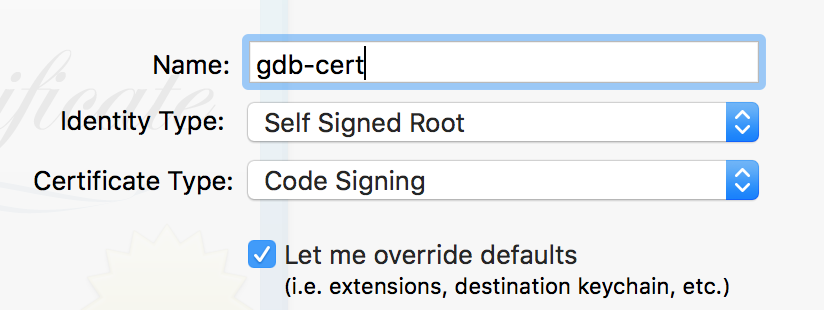 Name: gdb-cert
Identity Type: Self Signed Root
Certificate Type: Code Signing
Let me override defaults
(i.e. extensions, destination keychain, etc.)